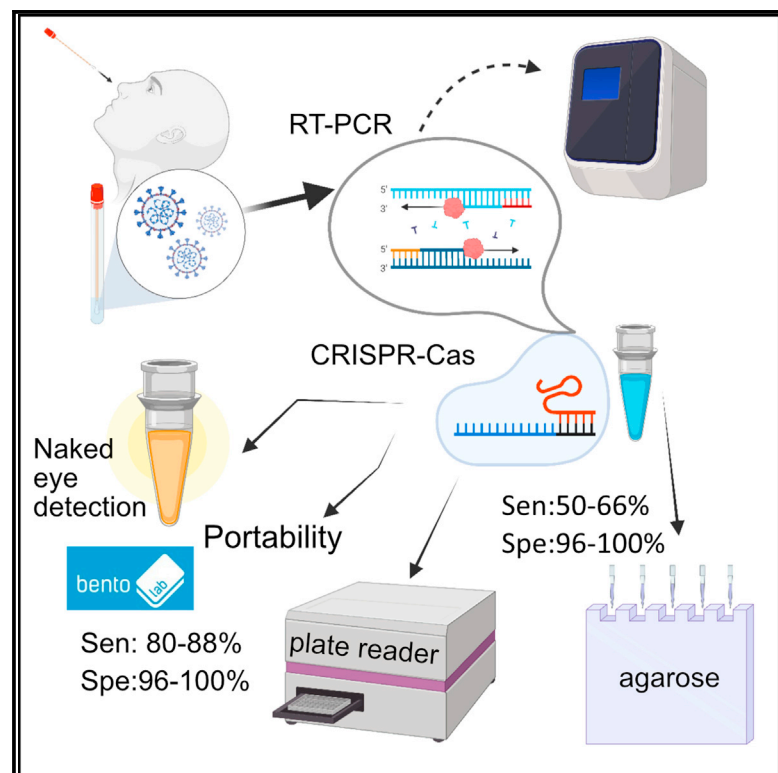 RT-PCR
5'
3'
5'
3'
CRISPR-Cas
Naked
eye
detection
Portability
Sen:50-66%
Spe:96-100%
bento
lab
Sen: 80-88%
Spe:96-100%
plate reader
agarose